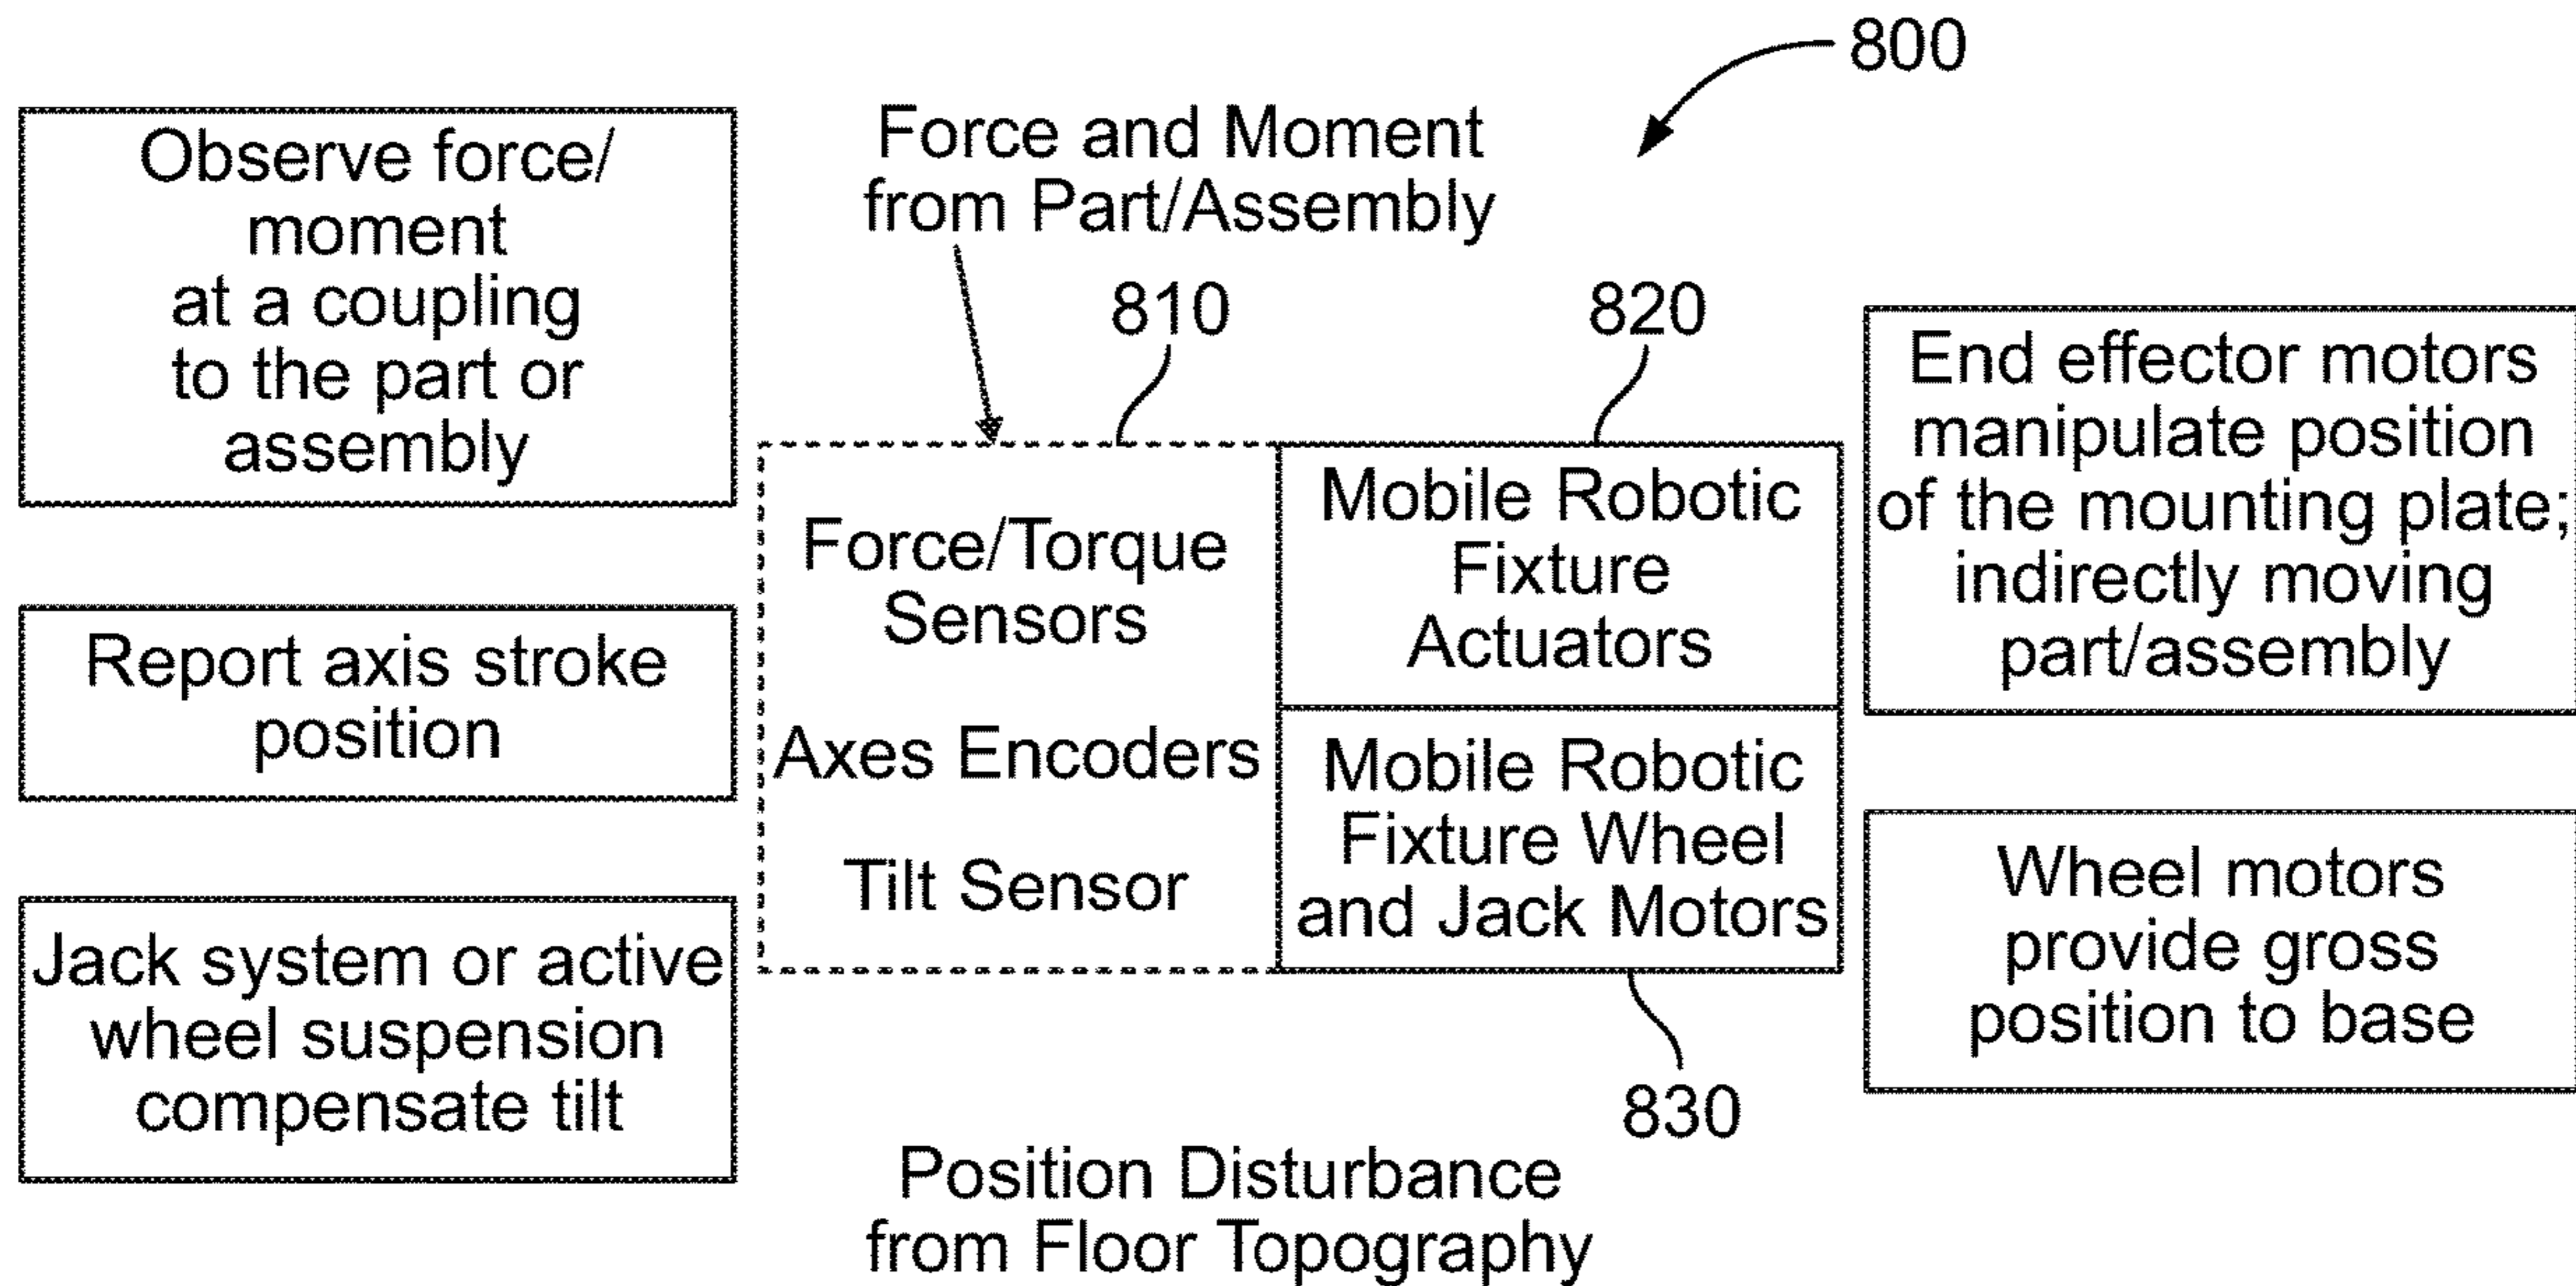 800
Observe force/
moment
at a coupling
to the part or
assembly
Force and Moment
from Part/Assembly
810
820
Report axis stroke
position
Jack system or active
wheel suspension
compensate tilt
Force/Torque
Sensors
Axes Encoders
Tilt Sensor
Mobile Robotic
Fixture
Actuators
Mobile Robotic
Fixture Wheel
and Jack Motors
End effector motors
manipulate position
of the mounting plate;
indirectly moving
part/assembly
Wheel motors
provide gross
position to base
830
Position Disturbance
from Floor Topography